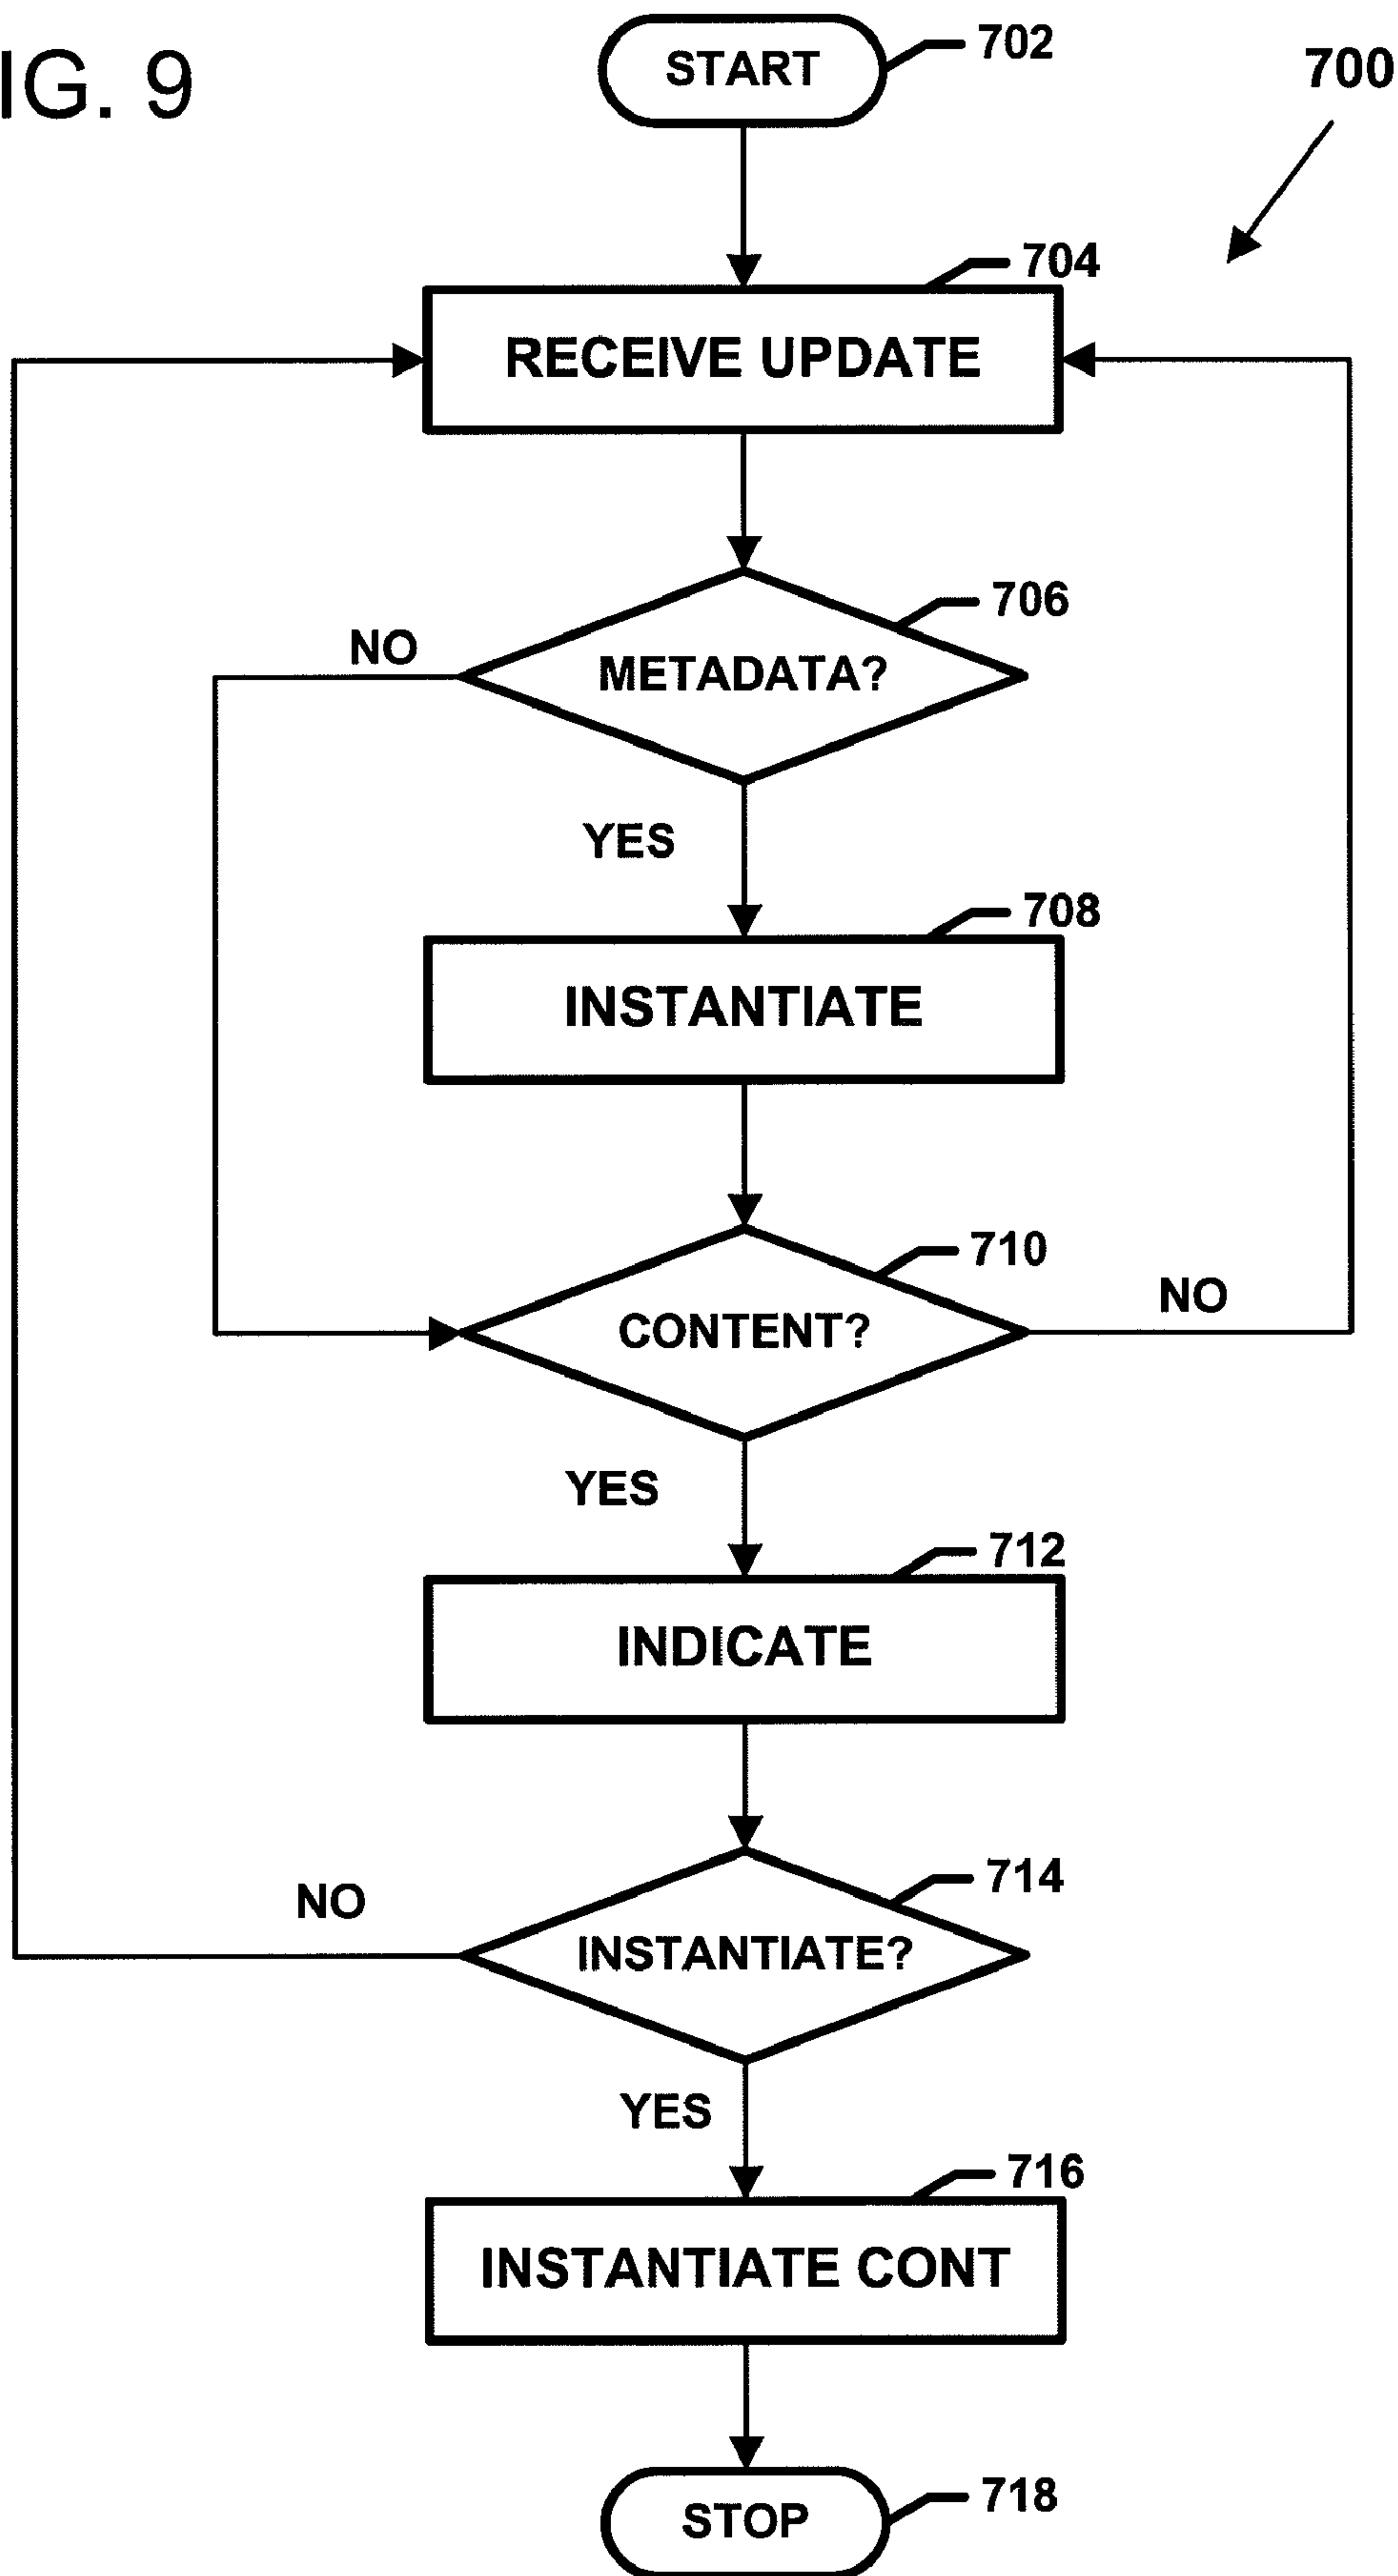 IG. 9
START
702
700
704
RECEIVE UPDATE
706
NO
METADATA?
YES
708
INSTANTIATE
710
NO
CONTENT?
YES
712
INDICATE
714
NO
INSTANTIATE?
YES
716
INSTANTIATE CONT
STOP
718